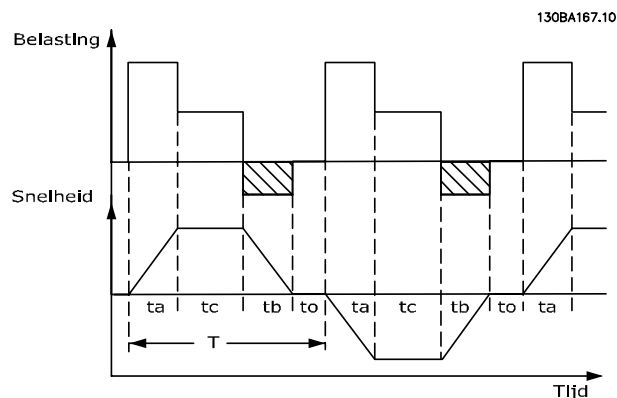 130BA167.10
Belasting
Snelheid
ta tc tb to ta tc tb to ta
T
Tijd